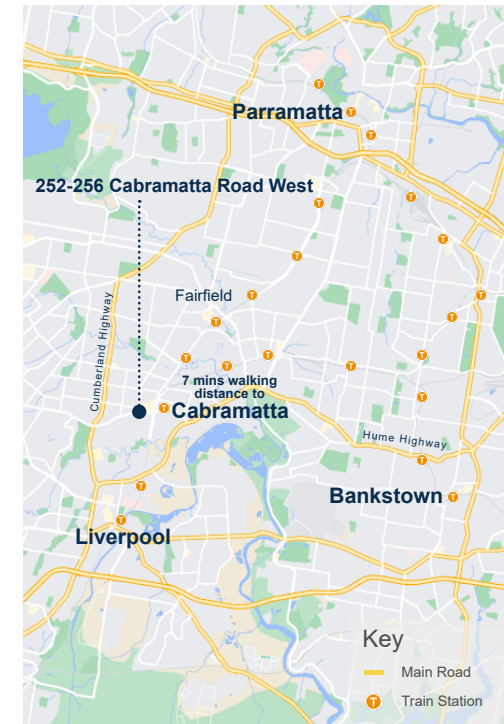 Parramatta
252-256 Cabramatta Road West
Fairfield
Cumberland Highway
7 mins walking
distance to
Cabramatta
Hume Highway
Bankstown
Liverpool
Key
Main Road
T Train Station